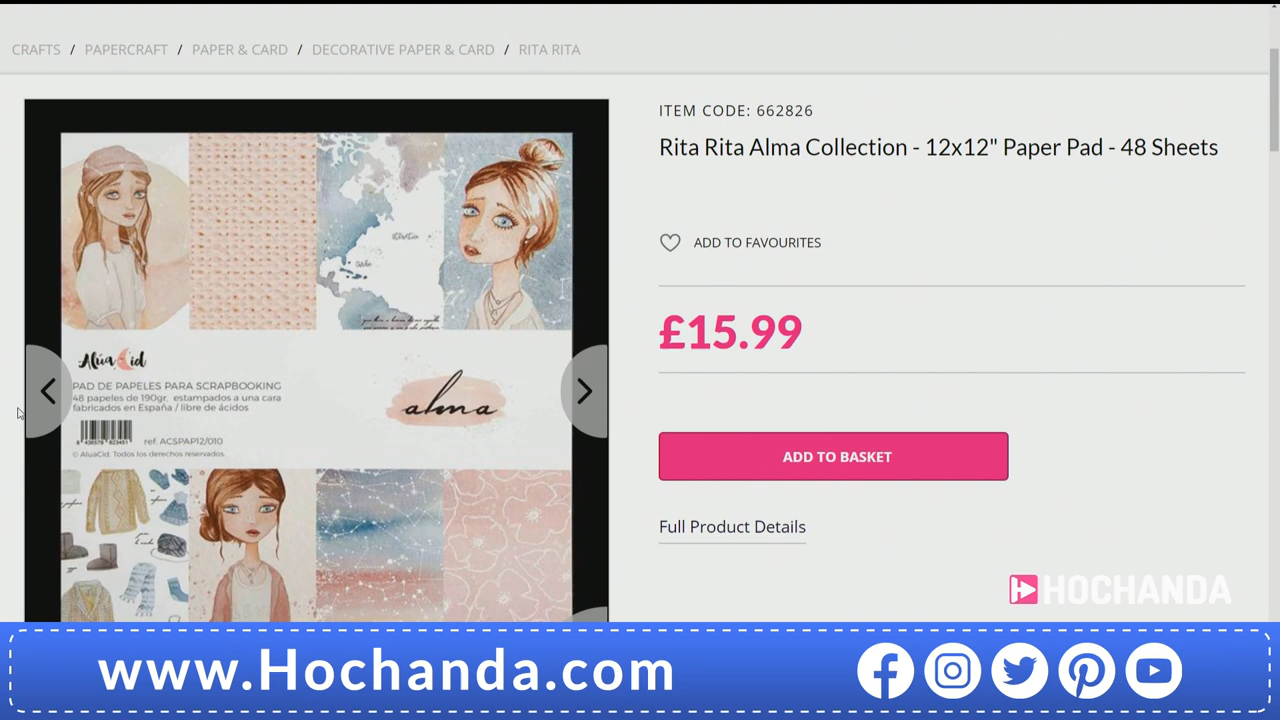 CRAFTS / PAPERCRAFT / PAPER & CARD / DECORATIVE PAPER & CARD / RITA RITA
ITEM CODE: 662826
Rita Rita Alma Collection - 12x12" Paper Pad - 48 Sheets
ADD TO FAVOURITES
£15.99
ADD TO BASKET
Full Product Details
AlúaCid
PAD DE PAPELES PARA SCRAPBOOKING
48 papeles de 190gr. estampados a una cara
fabricados en España / libre de ácidos
ref: ACSPAP12/010
© AluaCid. Todos los derechos reservados.
alma
HOCHANDA
www.Hochanda.com